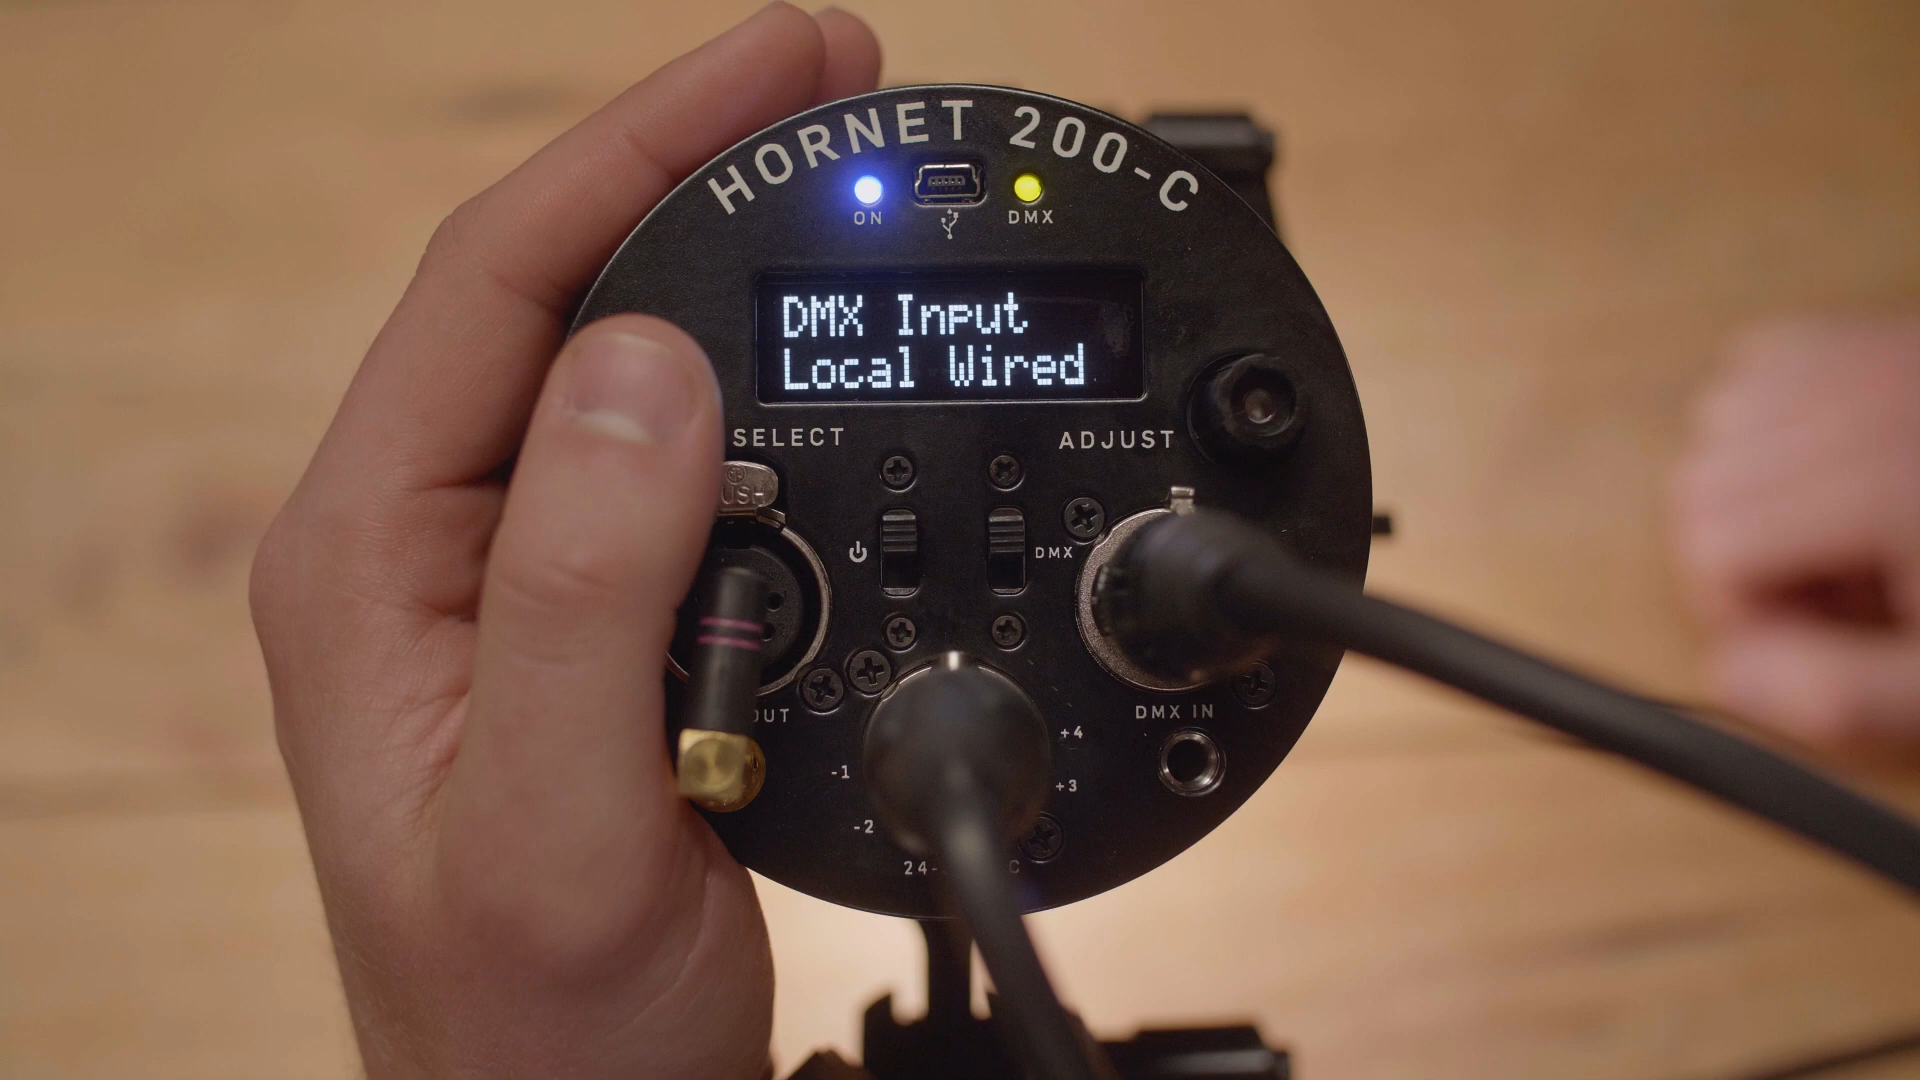 HORNET 200-C
ON
DMX
DMX Input
Local Wired
SELECT
ADJUST
DMX
DMX IN
+4
-1
+3
-2